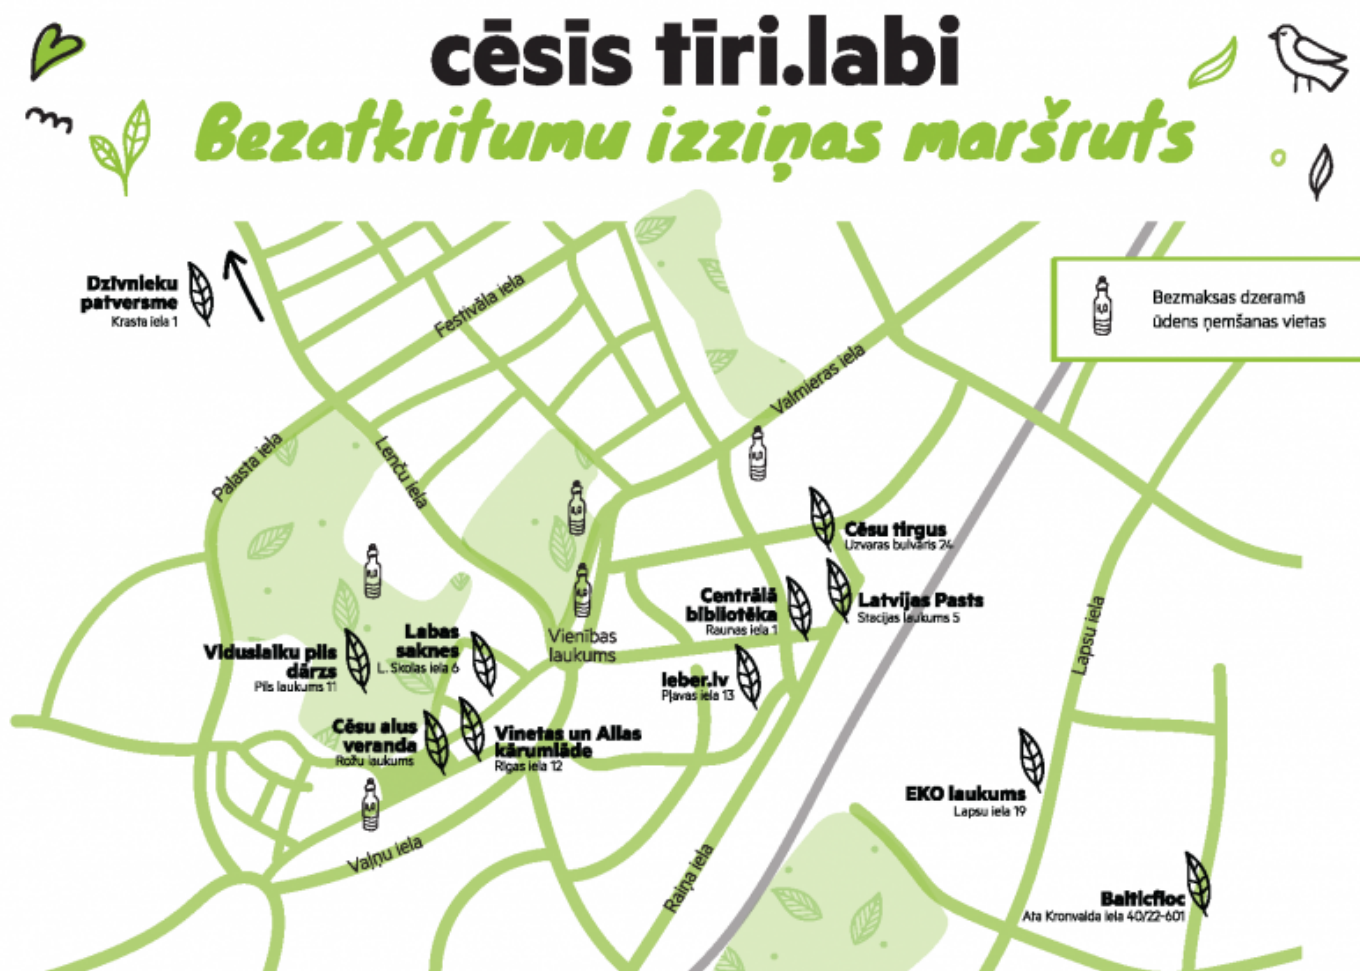 cēsīs tīri.labi
Bezatkritumu izziņas maršruts
Dzīvnieku
patversme
Krasta iela 1
Festivāla iela
Bezmaksas dzeramā
ūdens ņemšanas vietas
Valmieras iela
Palasta iela
Lenču iela
Cēsu tirgus
Uzvaras bulvāris 24
Centrālā
bibliotēka
Raunas iela 1
Latvijas Pasts
Stacijas laukums 5
Vienības
laukums
Lapsu iela
Viduslaiku pils
dārzs
Pils laukums 11
Labas
saknes
L. Skolas iela 6
Ieber.lv
Pļavas iela 13
Cēsu alus
veranda
Rožu laukums
Vinetas un Allas
kārumlāde
Rīgas iela 12
EKO laukums
Lapsu iela 19
Vaļņu iela
Raiņa iela
Balticfloc
Ata Kronvalda iela 40/22-601